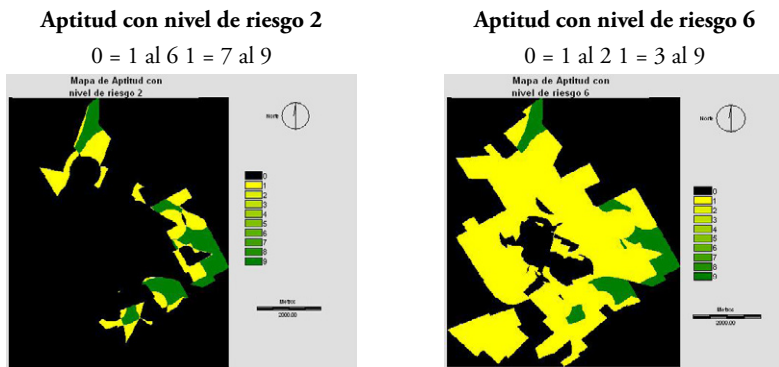 Aptitud con nivel de riesgo 2
0 = 1 al 6 1 = 7 al 9
Mapa de Aptitud con
nivel de riesgo 2
Norte
0
1
2
3
4
5
6
7
8
9
Metros
2000.00
Aptitud con nivel de riesgo 6
0 = 1 al 2 1 = 3 al 9
Mapa de Aptitud con
nivel de riesgo 6
Norte
0
1
2
3
4
5
6
7
8
9
Metros
2000.00